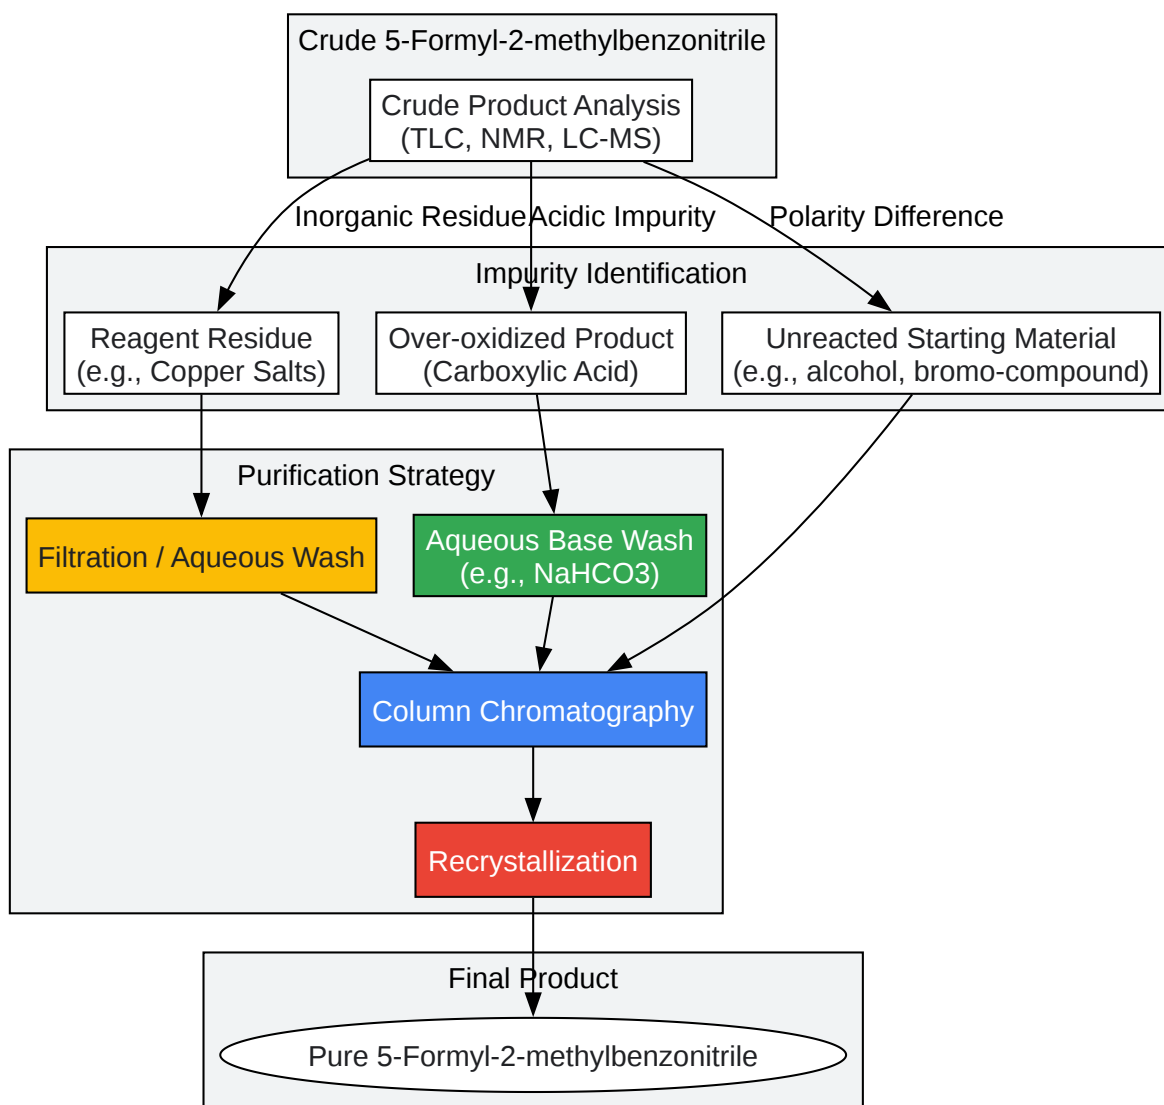 Crude 5-Formyl-2-methylbenzonitrile
Crude Product Analysis
(TLC, NMR, LC-MS)
Inorganic Residue
Acidic Impurity
Polarity Difference
Impurity Identification
Reagent Residue
(e.g., Copper Salts)
Over-oxidized Product
(Carboxylic Acid)
Unreacted Starting Material
(e.g., alcohol, bromo-compound)
Purification Strategy
Filtration / Aqueous Wash
Aqueous Base Wash
(e.g., NaHCO3)
Column Chromatography
Recrystallization
Final Product
Pure 5-Formyl-2-methylbenzonitrile